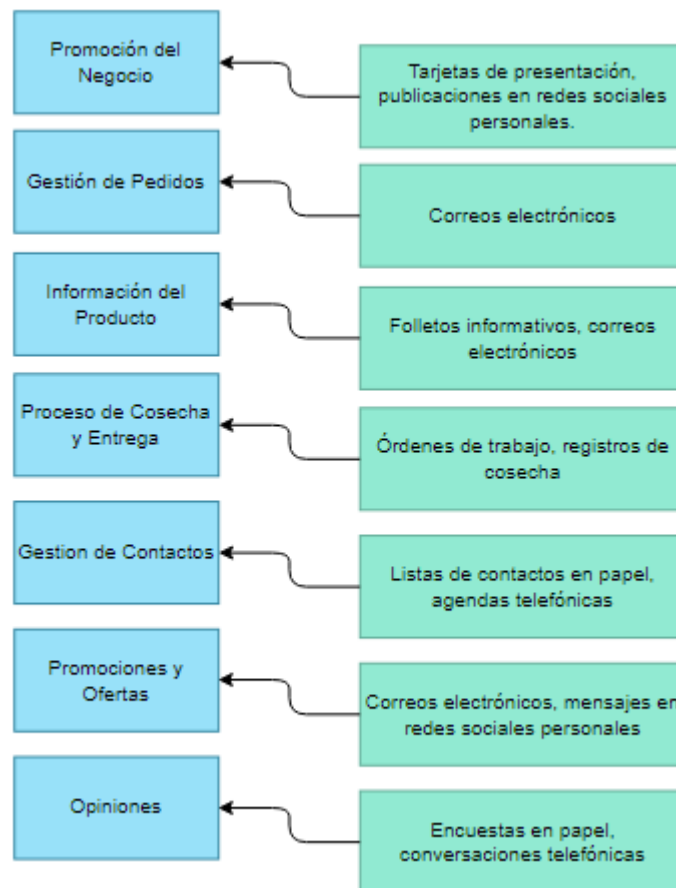 Promoción del
Negocio
Tarjetas de presentación,
publicaciones en redes sociales
personales.
Gestión de Pedidos
Correos electrónicos
Información del
Producto
Folletos informativos, correos
electrónicos
Proceso de Cosecha
y Entrega
Órdenes de trabajo, registros de
cosecha
Gestion de Contactos
Listas de contactos en papel,
agendas telefónicas
Promociones y
Ofertas
Correos electrónicos, mensajes en
redes sociales personales
Opiniones
Encuestas en papel,
conversaciones telefónicas